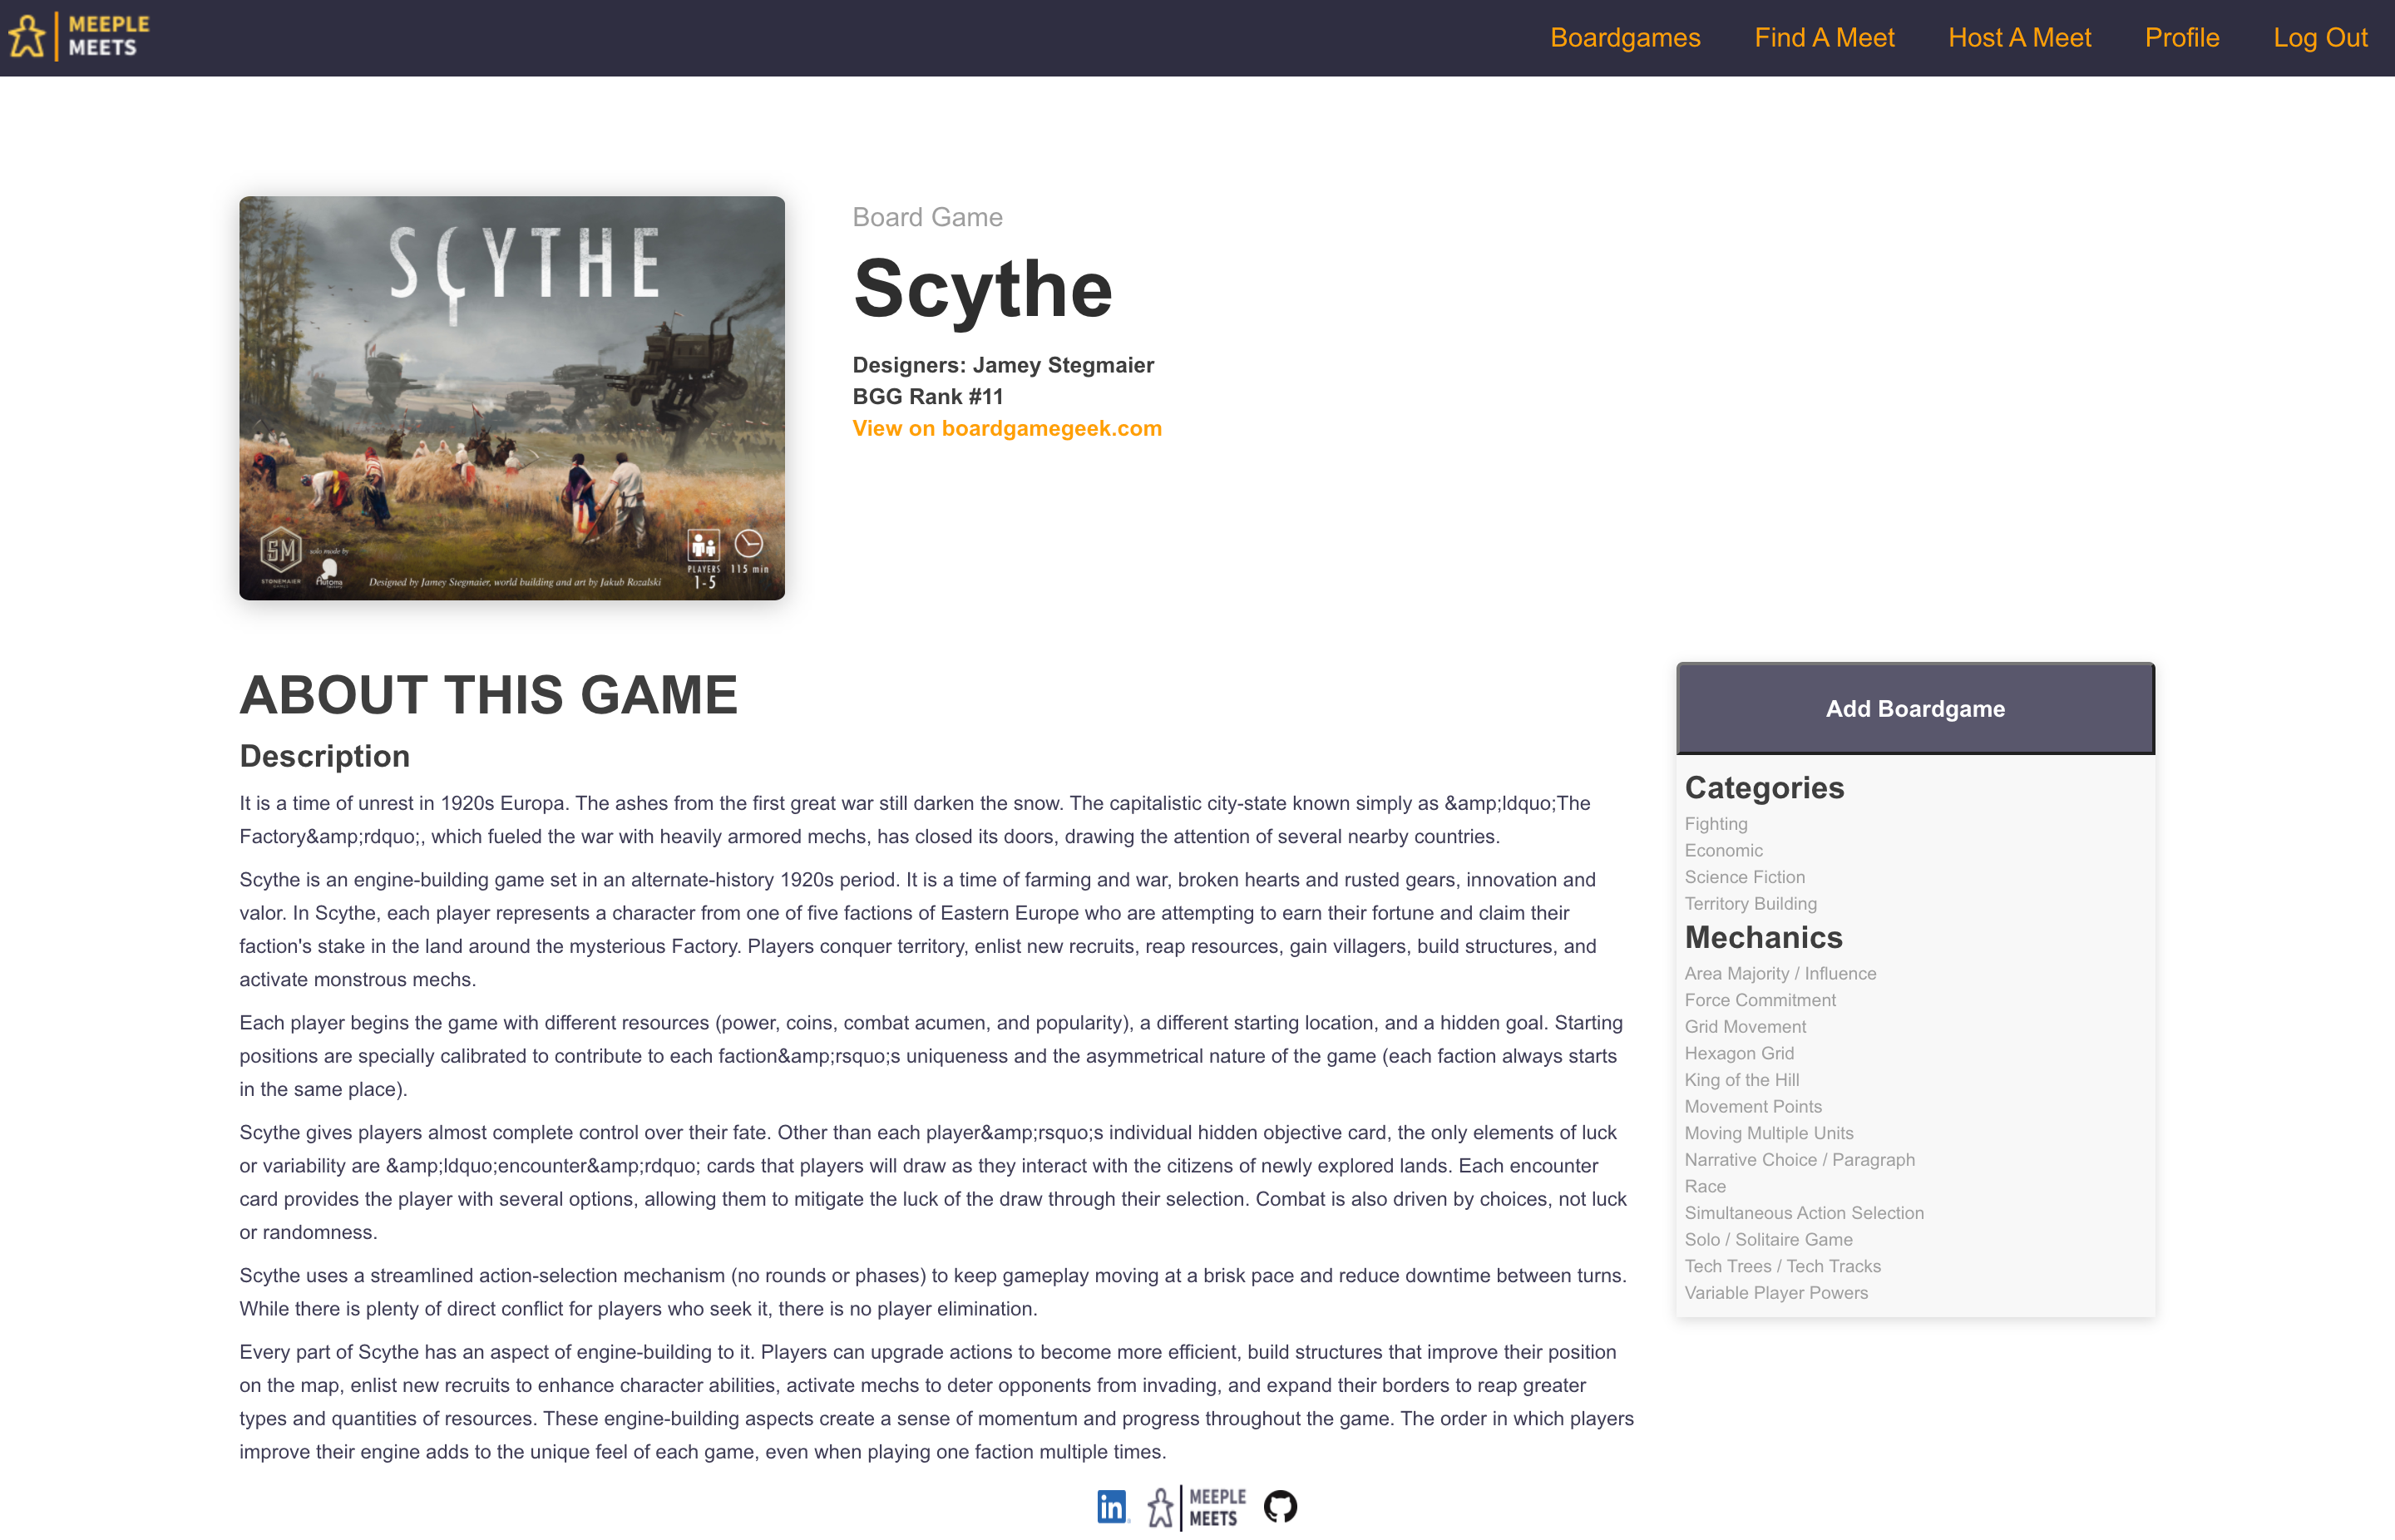 MEEPLE
MEETS
Boardgames Find A Meet Host A Meet Profile Log Out
SCYTHE
SM
STONEMAIER
solo mode by
Automa
Designed by Jamey Stegmaier, world building and art by Jakub Rozalski
PLAYERS
1-5
115 min
Board Game
Scythe
Designers: Jamey Stegmaier
BGG Rank #11
View on boardgamegeek.com
ABOUT THIS GAME
Description
It is a time of unrest in 1920s Europa. The ashes from the first great war still darken the snow. The capitalistic city-state known simply as &amp;ldquo;The
Factory&amp;rdquo;, which fueled the war with heavily armored mechs, has closed its doors, drawing the attention of several nearby countries.
Scythe is an engine-building game set in an alternate-history 1920s period. It is a time of farming and war, broken hearts and rusted gears, innovation and
valor. In Scythe, each player represents a character from one of five factions of Eastern Europe who are attempting to earn their fortune and claim their
faction's stake in the land around the mysterious Factory. Players conquer territory, enlist new recruits, reap resources, gain villagers, build structures, and
activate monstrous mechs.
Each player begins the game with different resources (power, coins, combat acumen, and popularity), a different starting location, and a hidden goal. Starting
positions are specially calibrated to contribute to each faction&amp;rsquo;s uniqueness and the asymmetrical nature of the game (each faction always starts
in the same place).
Scythe gives players almost complete control over their fate. Other than each player&amp;rsquo;s individual hidden objective card, the only elements of luck
or variability are &amp;ldquo;encounter&amp;rdquo; cards that players will draw as they interact with the citizens of newly explored lands. Each encounter
card provides the player with several options, allowing them to mitigate the luck of the draw through their selection. Combat is also driven by choices, not luck
or randomness.
Scythe uses a streamlined action-selection mechanism (no rounds or phases) to keep gameplay moving at a brisk pace and reduce downtime between turns.
While there is plenty of direct conflict for players who seek it, there is no player elimination.
Every part of Scythe has an aspect of engine-building to it. Players can upgrade actions to become more efficient, build structures that improve their position
on the map, enlist new recruits to enhance character abilities, activate mechs to deter opponents from invading, and expand their borders to reap greater
types and quantities of resources. These engine-building aspects create a sense of momentum and progress throughout the game. The order in which players
improve their engine adds to the unique feel of each game, even when playing one faction multiple times.
Add Boardgame
Categories
Fighting
Economic
Science Fiction
Territory Building
Mechanics
Area Majority / Influence
Force Commitment
Grid Movement
Hexagon Grid
King of the Hill
Movement Points
Moving Multiple Units
Narrative Choice / Paragraph
Race
Simultaneous Action Selection
Solo / Solitaire Game
Tech Trees / Tech Tracks
Variable Player Powers
in
MEEPLE
MEETS